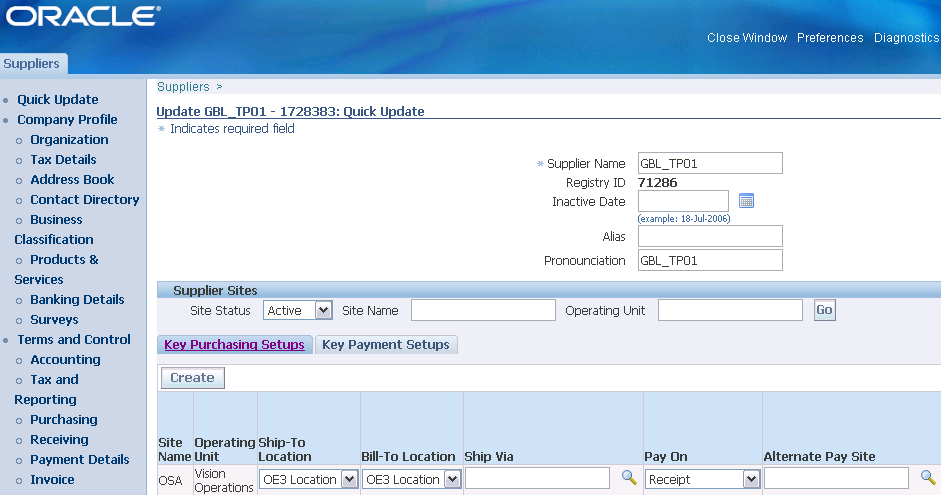 ORACLE®
Close Window Preferences Diagnostics
Suppliers
Quick Update
Company Profile
Organization
Tax Details
Address Book
Contact Directory
Business
Classification
Products &
Services
Banking Details
Surveys
Terms and Control
Accounting
Tax and
Reporting
Purchasing
Receiving
Payment Details
Invoice
Suppliers >
Update GBL_TP01 - 1728383: Quick Update
* Indicates required field
* Supplier Name GBL_TP01
Registry ID 71286
Inactive Date
(example: 18-Jul-2006)
Alias
Pronounciation GBL_TP01
Supplier Sites
Site Status Active Site Name Operating Unit Go
Key Purchasing Setups Key Payment Setups
Create
Site Name
Operating Unit
Ship-To Location
Bill-To Location
Ship Via
Pay On
Alternate Pay Site
OSA
Vision Operations
OE3 Location
OE3 Location
Receipt